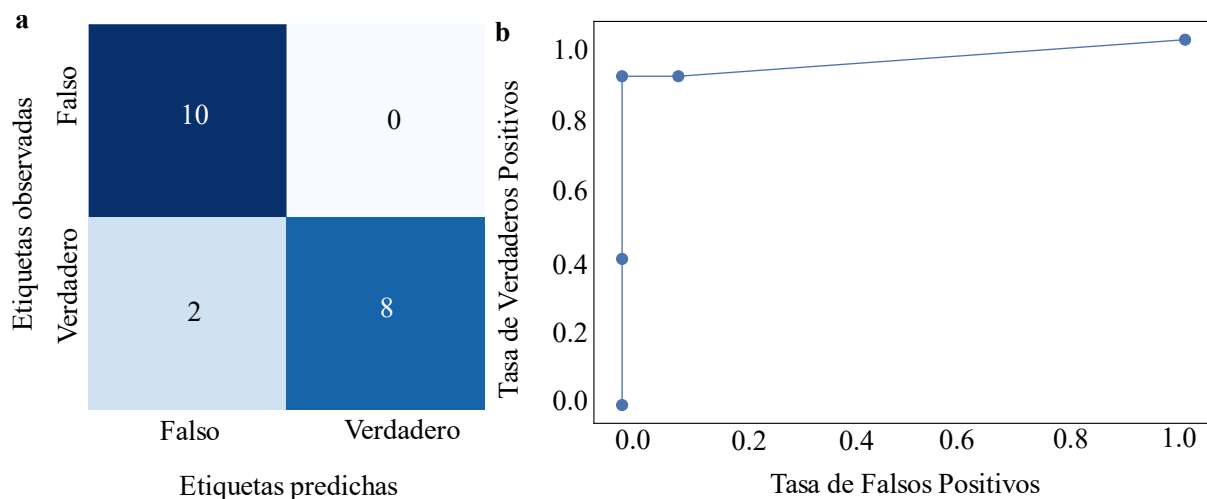 a
Etiquetas observadas
Falso
Verdadero
10
0
2
8
Falso
Verdadero
Etiquetas predichas
b
Tasa de Verdaderos Positivos
1.0
0.8
0.6
0.4
0.2
0.0
0.0 0.2 0.4 0.6 0.8 1.0
Tasa de Falsos Positivos